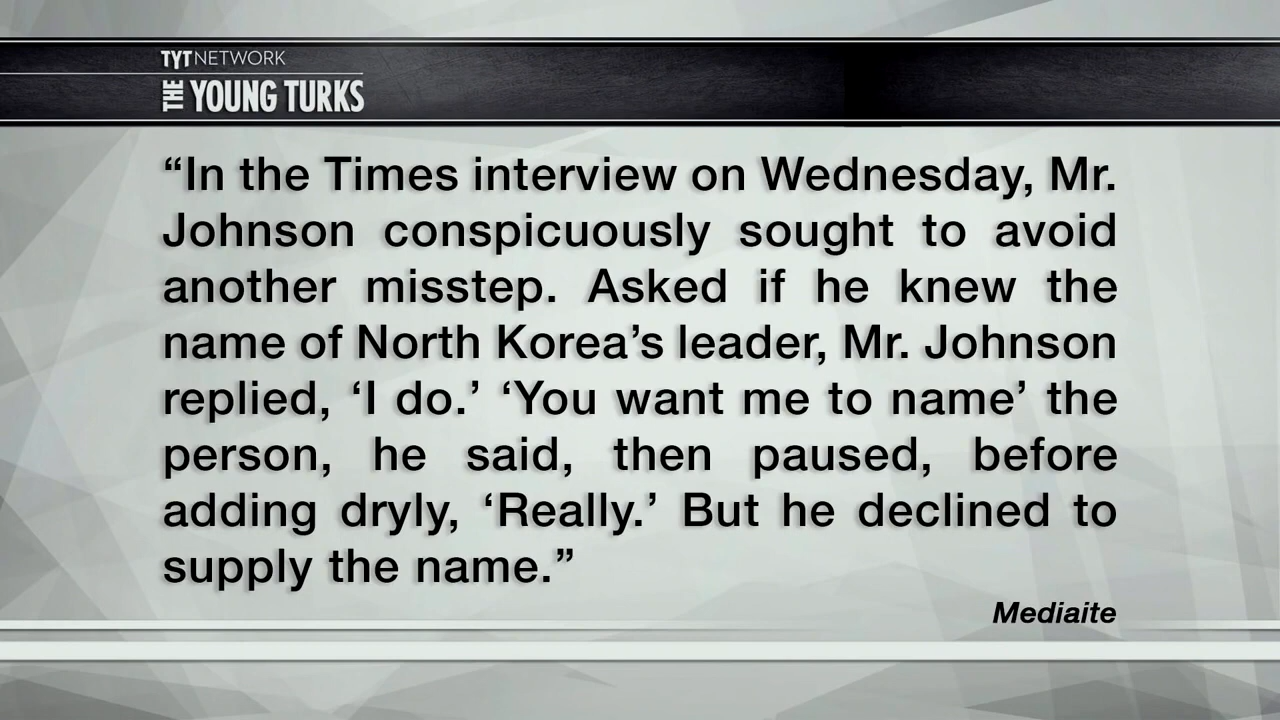 TYT NETWORK
THE YOUNG TURKS
“In the Times interview on Wednesday, Mr.
Johnson conspicuously sought to avoid
another misstep. Asked if he knew the
name of North Korea’s leader, Mr. Johnson
replied, ‘I do.’ ‘You want me to name’ the
person, he said, then paused, before
adding dryly, ‘Really.’ But he declined to
supply the name.”
Mediaite